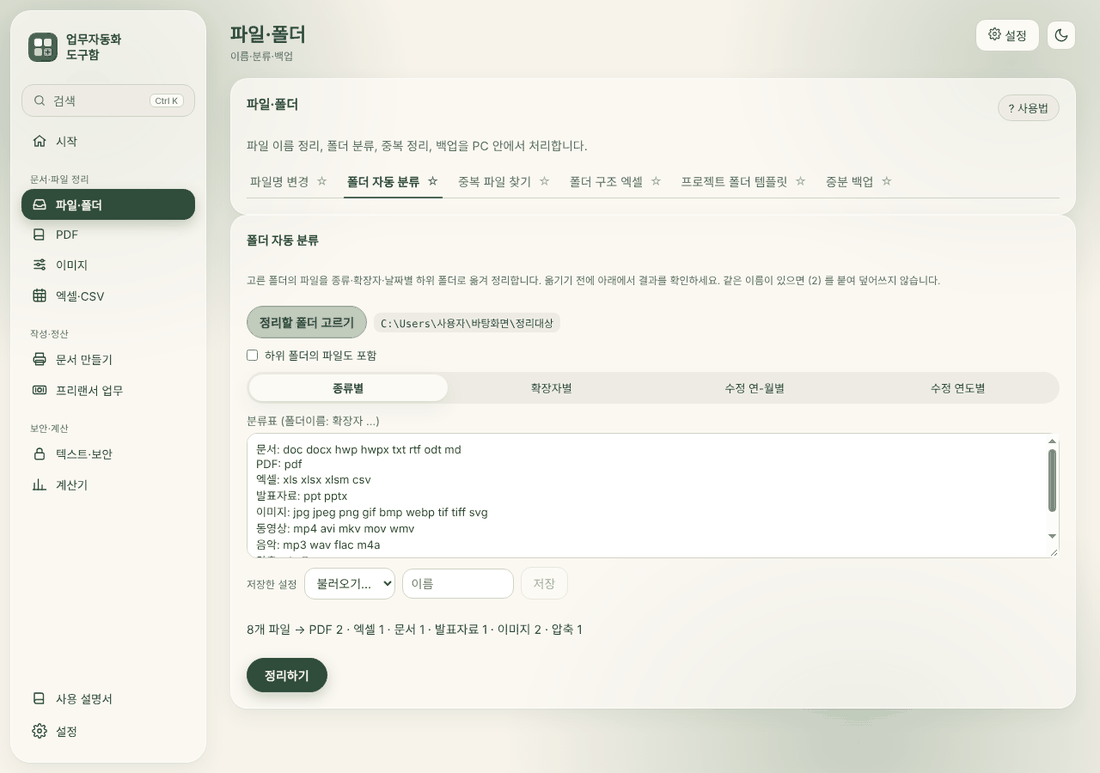 업무자동화
도구함
검색
Ctrl K
시작
문서·파일 정리
파일·폴더
PDF
이미지
엑셀·CSV
작성·정산
문서 만들기
프리랜서 업무
보안·계산
텍스트·보안
계산기
사용 설명서
설정
파일·폴더
이름·분류·백업
설정
파일·폴더
? 사용법
파일 이름 정리, 폴더 분류, 중복 정리, 백업을 PC 안에서 처리합니다.
파일명 변경 ☆ 폴더 자동 분류 ☆ 중복 파일 찾기 ☆ 폴더 구조 엑셀 ☆ 프로젝트 폴더 템플릿 ☆ 증분 백업 ☆
폴더 자동 분류
고른 폴더의 파일을 종류·확장자·날짜별 하위 폴더로 옮겨 정리합니다. 옮기기 전에 아래에서 결과를 확인하세요. 같은 이름이 있으면 (2) 를 붙여 덮어쓰지 않습니다.
정리할 폴더 고르기 C:\Users\사용자\바탕화면\정리대상
하위 폴더의 파일도 포함
종류별 확장자별 수정 연-월별 수정 연도별
분류표 (폴더이름: 확장자 …)
문서: doc docx hwp hwpx txt rtf odt md
PDF: pdf
엑셀: xls xlsx xlsm csv
발표자료: ppt pptx
이미지: jpg jpeg png gif bmp webp tif tiff svg
동영상: mp4 avi mkv mov wmv
음악: mp3 wav flac m4a
저장한 설정 불러오기… 이름 저장
8개 파일 → PDF 2 · 엑셀 1 · 문서 1 · 발표자료 1 · 이미지 2 · 압축 1
정리하기